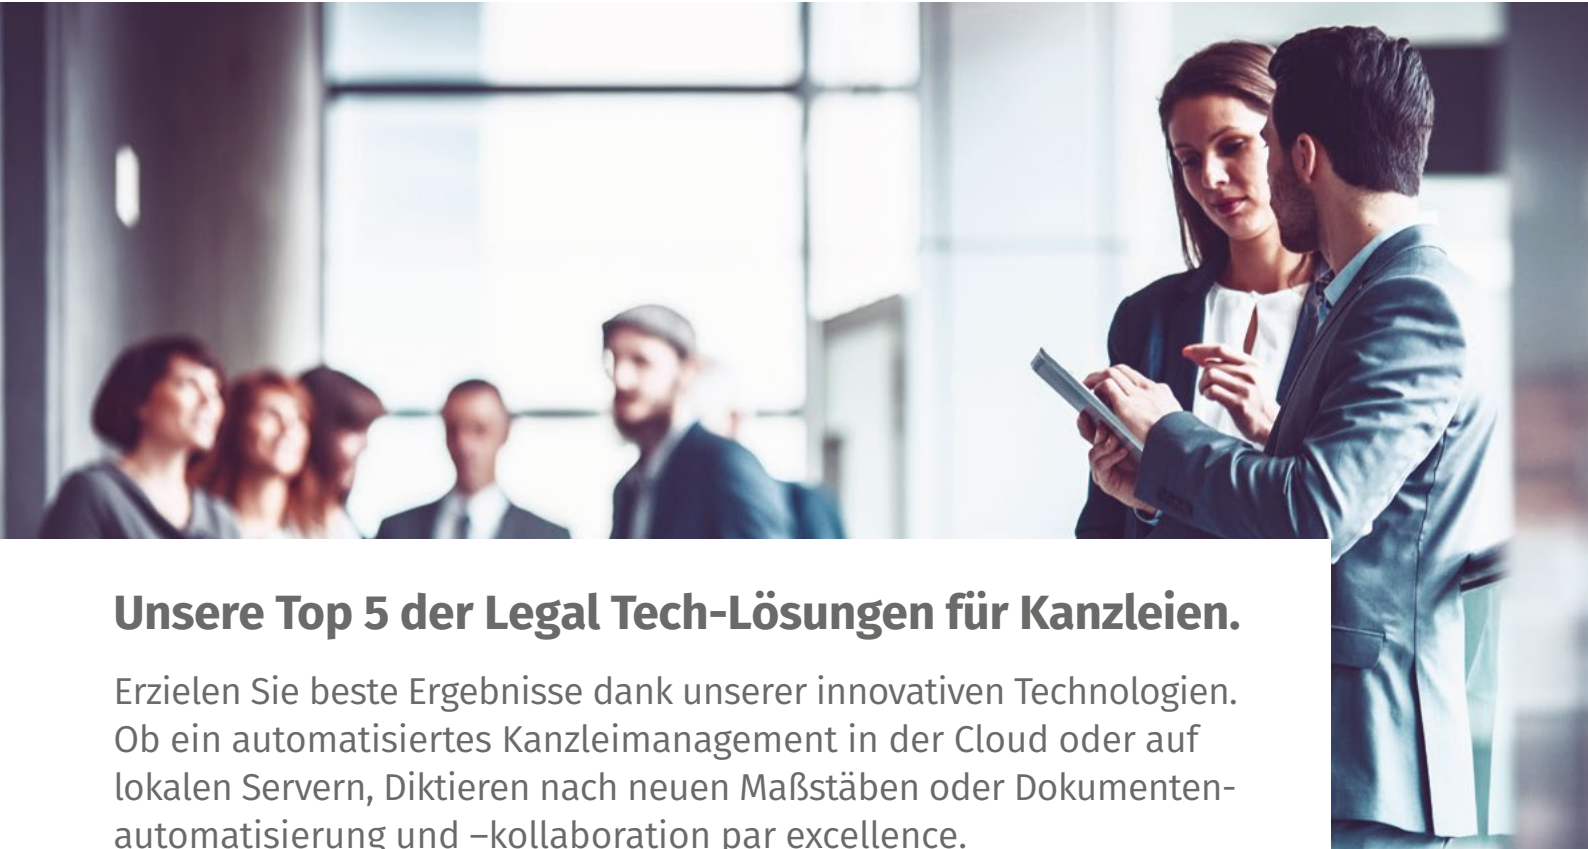 Unsere Top 5 der Legal Tech-Lösungen für Kanzleien.
Erzielen Sie beste Ergebnisse dank unserer innovativen Technologien.
Ob ein automatisiertes Kanzleimanagement in der Cloud oder auf
lokalen Servern, Diktieren nach neuen Maßstäben oder Dokumenten-
automatisierung und –kollaboration par excellence.